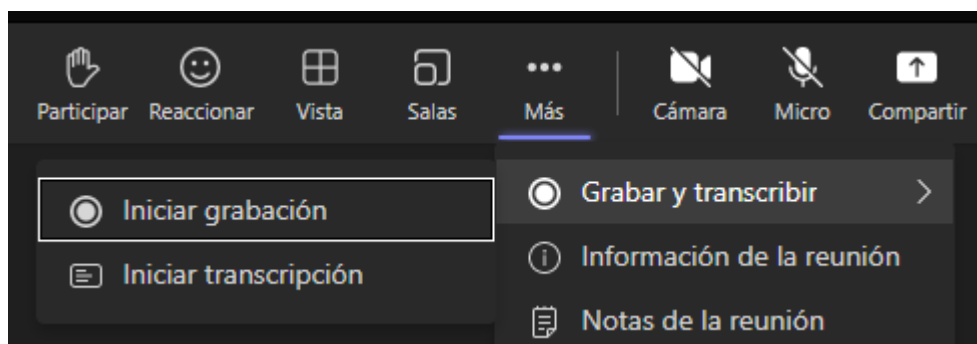 Participar Reaccionar Vista Salas Más Cámara Micro Compartir
Iniciar grabación
Iniciar transcripción
Grabar y transcribir
Información de la reunión
Notas de la reunión